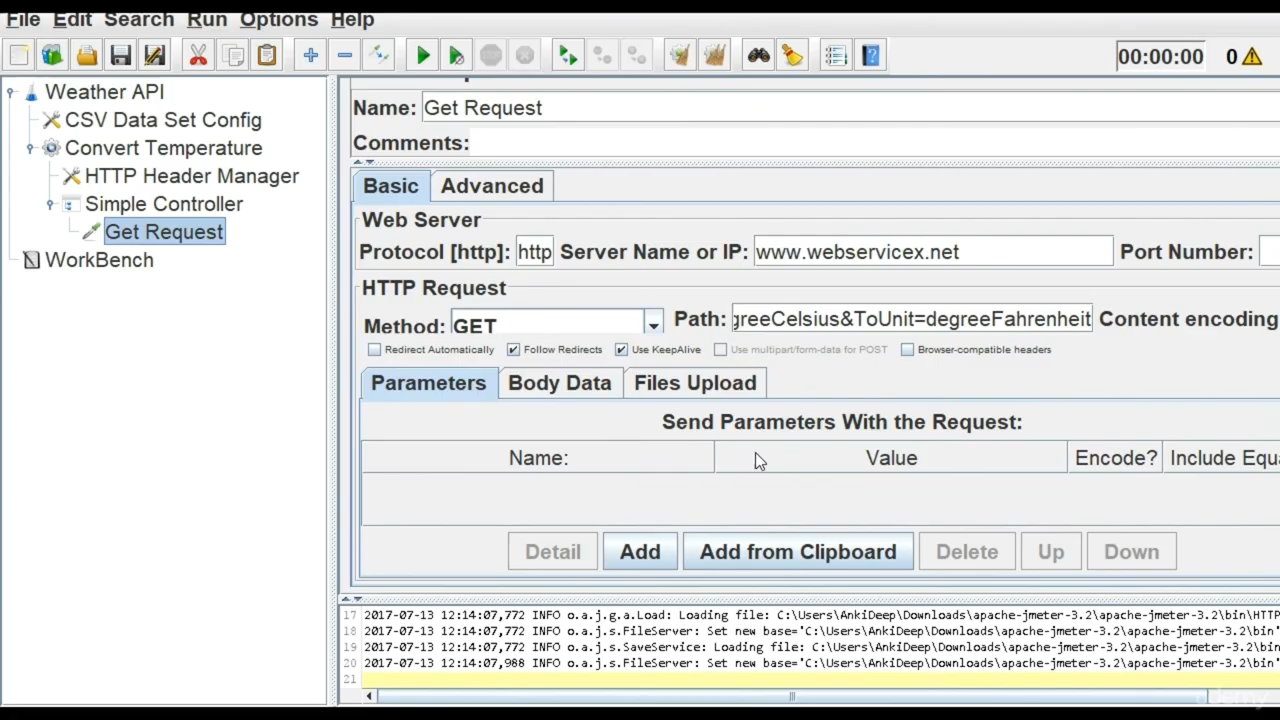 File Edit Search Run Options Help
00:00:00 0
Weather API
CSV Data Set Config
Convert Temperature
HTTP Header Manager
Simple Controller
Get Request
WorkBench
Name: Get Request
Comments:
Basic Advanced
Web Server
Protocol [http]: http Server Name or IP: www.webservicex.net Port Number:
HTTP Request
Method: GET Path: greeCelsius&ToUnit=degreeFahrenheit Content encoding
Redirect Automatically Follow Redirects Use KeepAlive Use multipart/form-data for POST Browser-compatible headers
Parameters Body Data Files Upload
Send Parameters With the Request:
Name: Value Encode? Include Equa
Detail Add Add from Clipboard Delete Up Down
17 2017-07-13 12:14:07,772 INFO o.a.j.g.a.Load: Loading file: C:\Users\AnkiDeep\Downloads\apache-jmeter-3.2\apache-jmeter-3.2\bin\HTTP
18 2017-07-13 12:14:07,772 INFO o.a.j.s.FileServer: Set new base='C:\Users\AnkiDeep\Downloads\apache-jmeter-3.2\apache-jmeter-3.2\bin'
19 2017-07-13 12:14:07,772 INFO o.a.j.s.SaveService: Loading file: C:\Users\AnkiDeep\Downloads\apache-jmeter-3.2\apache-jmeter-3.2\bin
20 2017-07-13 12:14:07,988 INFO o.a.j.s.FileServer: Set new base='C:\Users\AnkiDeep\Downloads\apache-jmeter-3.2\apache-jmeter-3.2\bin'
21
udemy